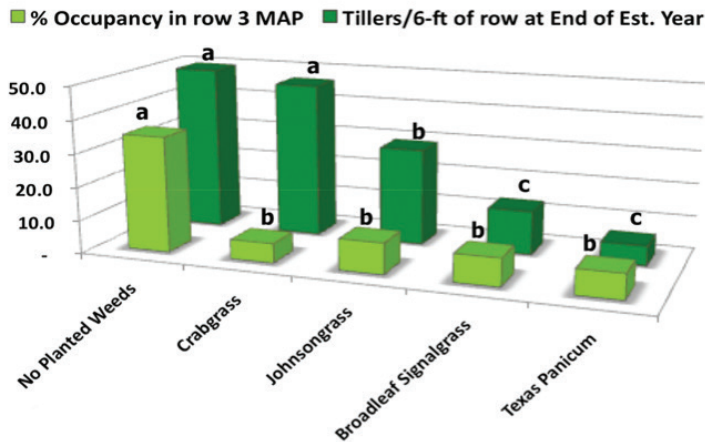 % Occupancy in row 3 MAP Tillers/6-ft of row at End of Est. Year
a
a
a
50.0
40.0
b
30.0
c
20.0
b
b
b
c
b
10.0
-
No Planted Weeds
Crabgrass
Johnsongrass
Broadleaf Signalgrass
Texas Panicum